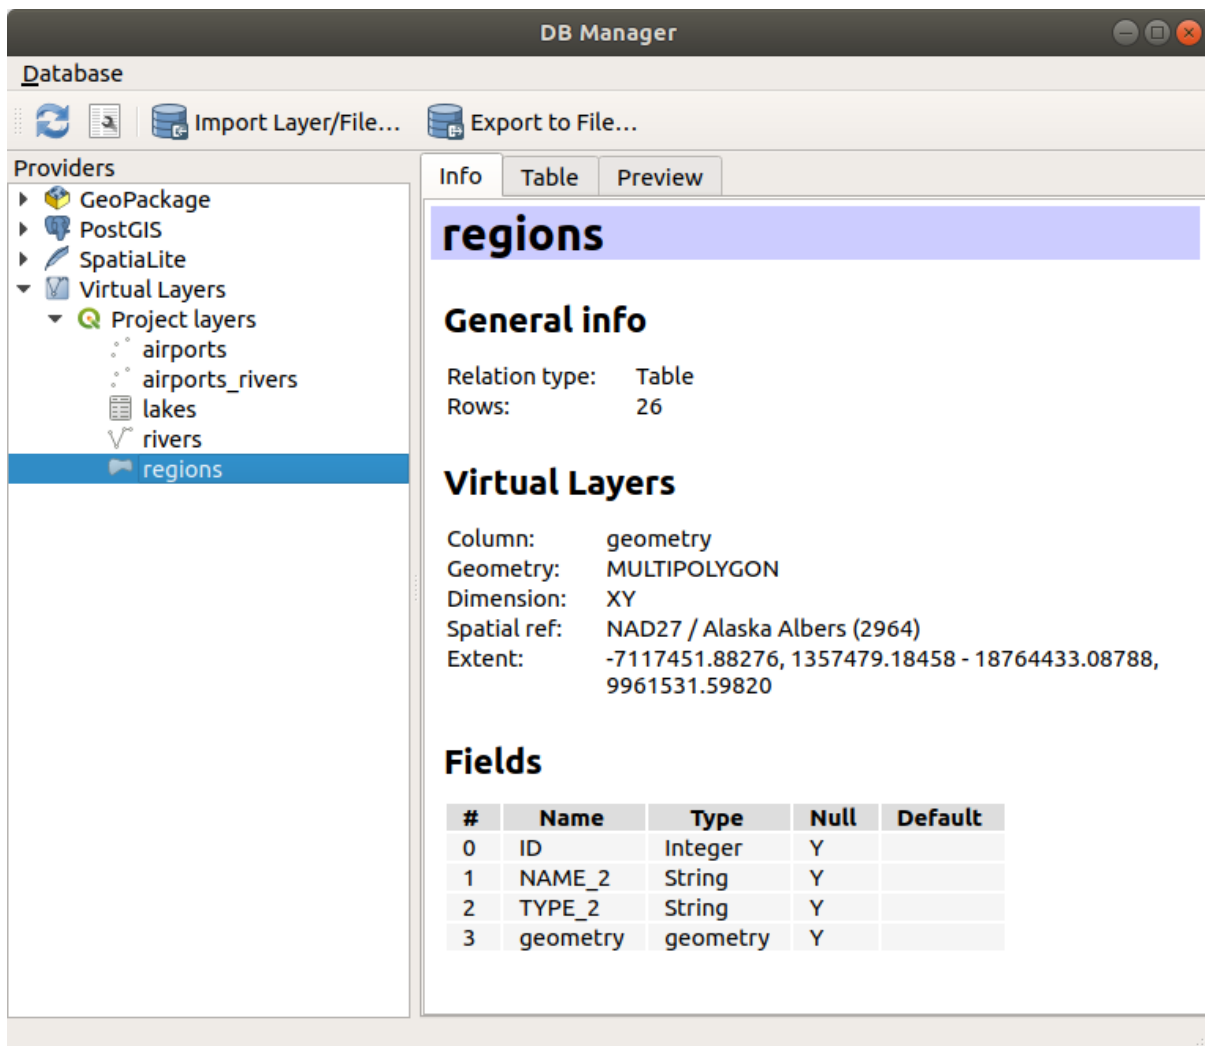 DB Manager
Database
Import Layer/File...
Export to File...
Providers
GeoPackage
PostGIS
SpatiaLite
Virtual Layers
Project layers
airports
airports_rivers
lakes
rivers
regions
Info Table Preview
regions
General info
Relation type: Table
Rows: 26
Virtual Layers
Column: geometry
Geometry: MULTIPOLYGON
Dimension: XY
Spatial ref: NAD27 / Alaska Albers (2964)
Extent: -7117451.88276, 1357479.18458 - 18764433.08788,
9961531.59820
Fields
# Name Type Null Default
0 ID Integer Y
1 NAME_2 String Y
2 TYPE_2 String Y
3 geometry geometry Y